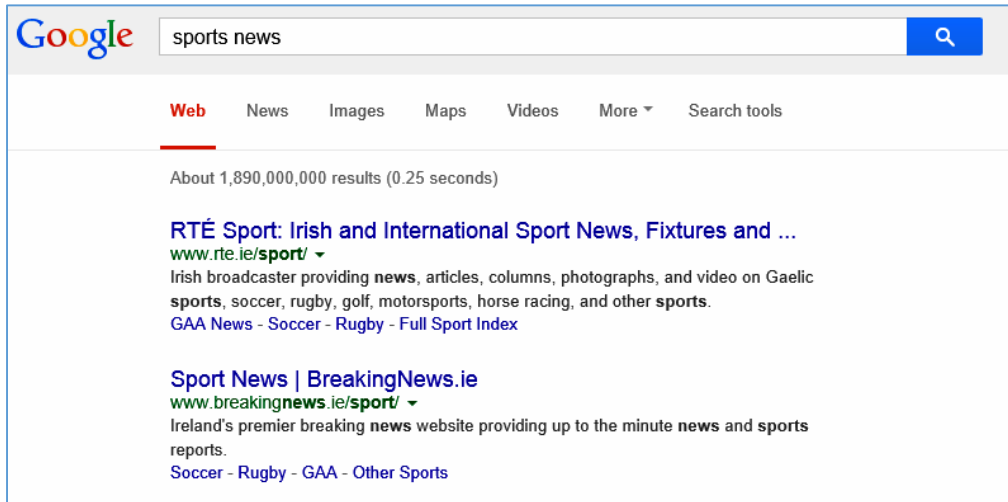 Google sports news
Web News Images Maps Videos More Search tools
About 1,890,000,000 results (0.25 seconds)
RTÉ Sport: Irish and International Sport News, Fixtures and ...
www.rte.ie/sport/
Irish broadcaster providing news, articles, columns, photographs, and video on Gaelic
sports, soccer, rugby, golf, motorsports, horse racing, and other sports.
GAA News - Soccer - Rugby - Full Sport Index
Sport News | BreakingNews.ie
www.breakingnews.ie/sport/
Ireland's premier breaking news website providing up to the minute news and sports
reports.
Soccer - Rugby - GAA - Other Sports